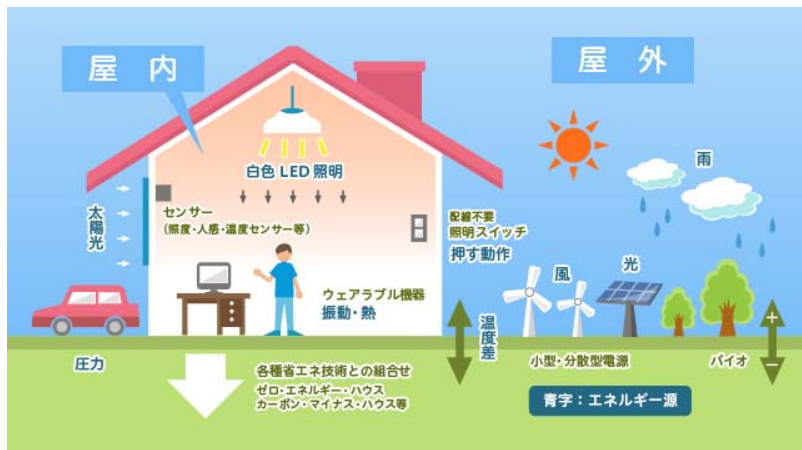 屋内
屋外
雨
白色LED照明
太陽光
センサー
(照度・人感・温度センサー等)
配線不要
照明スイッチ
押す動作
風
光
ウェアラブル機器
振動・熱
温度差
圧力
小型・分散型電源
バイオ
各種省エネ技術との組合せ
ゼロ・エネルギー・ハウス
カーボン・マイナス・ハウス等
青字:エネルギー源
+
−